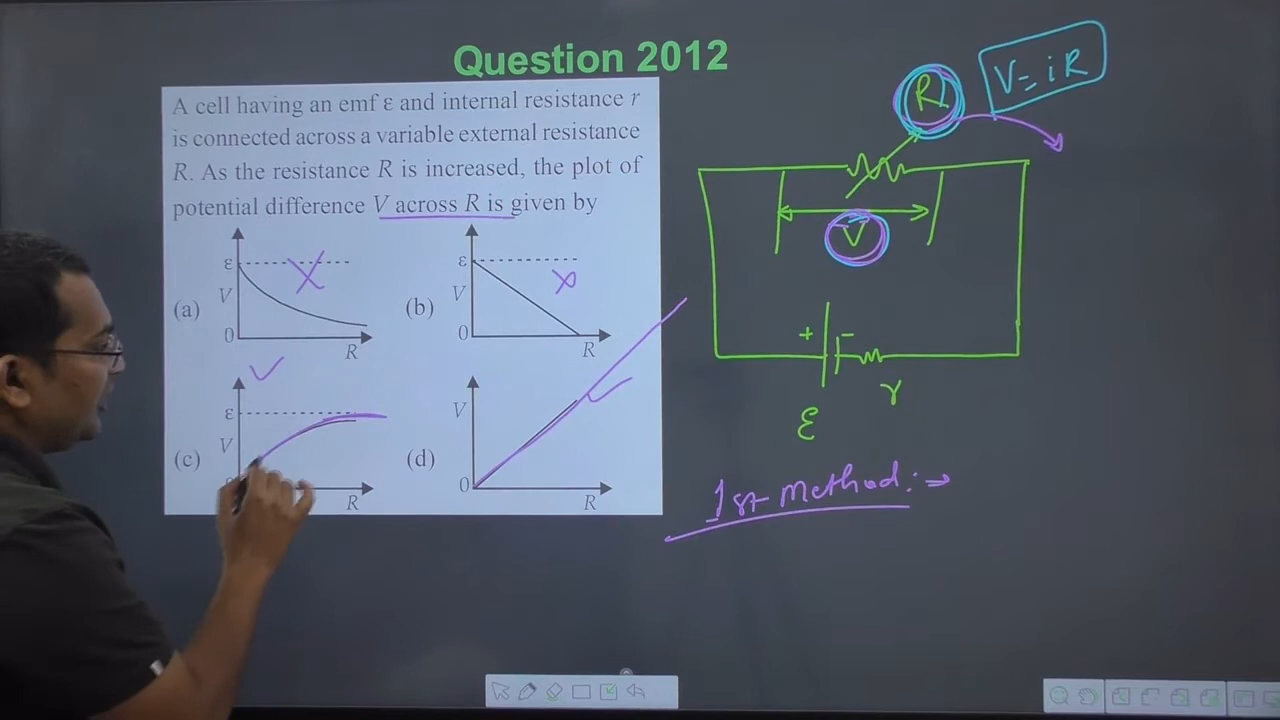 Question 2012
A cell having an emf ε and internal resistance r
is connected across a variable external resistance
R. As the resistance R is increased, the plot of
potential difference V across R is given by
(a)
ε
V
0
R
(b)
ε
V
0
R
(c)
ε
V
R
(d)
V
0
R
R
V = iR
V
+
-
ε
r
1st Method :→